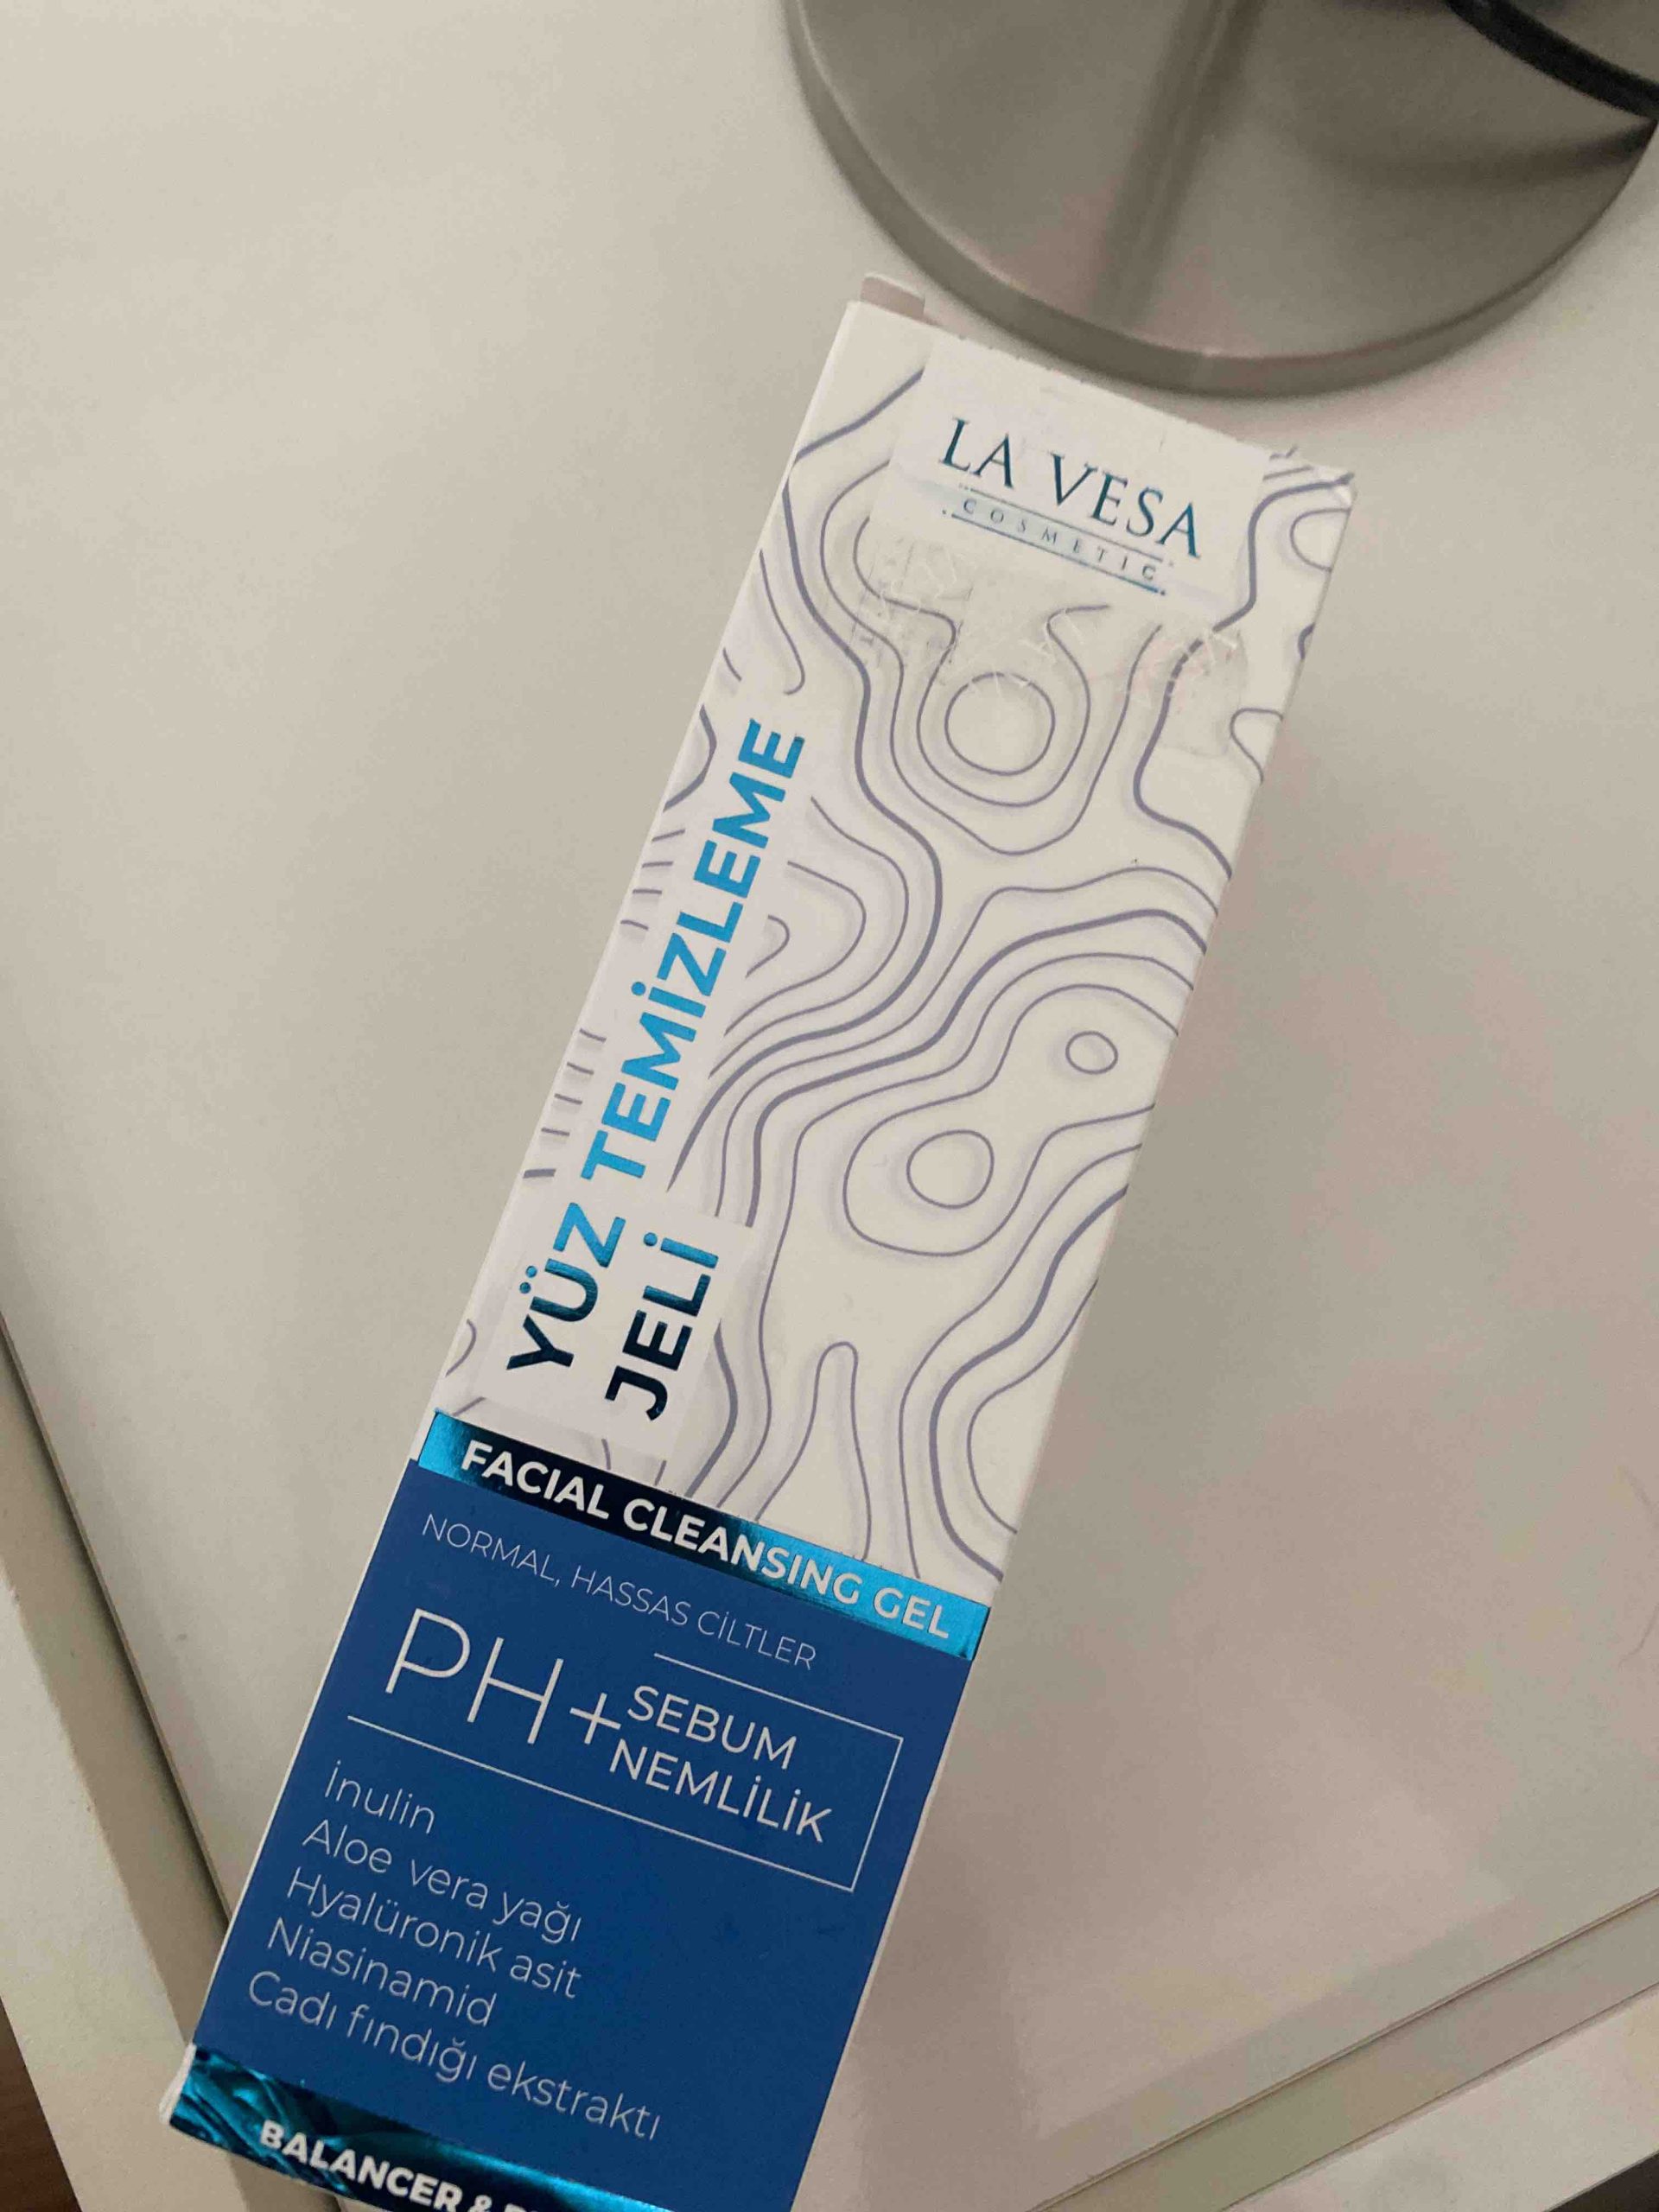 LA VESA
COSMETIC
YÜZ TEMİZLEME
JELİ
FACIAL CLEANSING GEL
NORMAL, HASSAS CİLTLER
PH+ SEBUM
NEMLİLİK
İnulin
Aloe vera yağı
Hyalüronik asit
Niasinamid
Cadı fındığı ekstraktı
BALANCER &